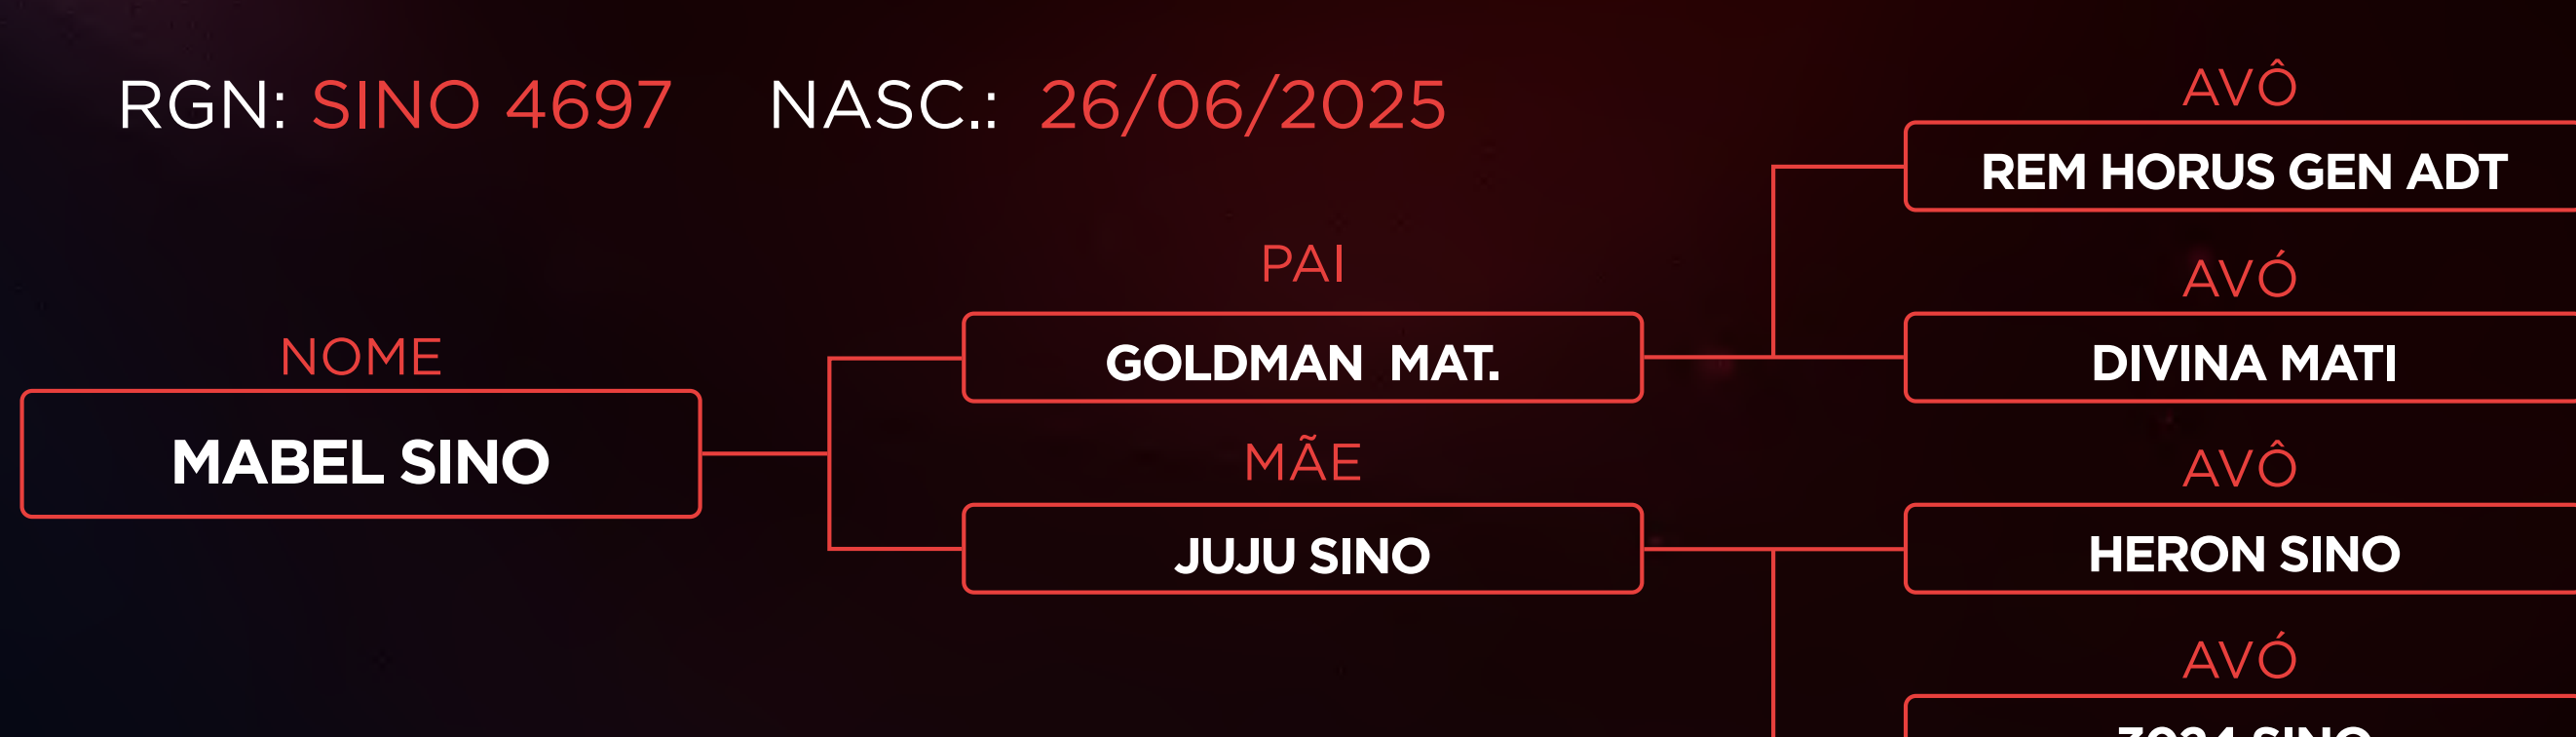 RGN: SINO 4697 NASC.: 26/06/2025
NOME
MABEL SINO
PAI
GOLDMAN MAT.
MÃE
JUJU SINO
AVÔ
REM HORUS GEN ADT
AVÓ
DIVINA MATI
AVÔ
HERON SINO
AVÓ
SINO